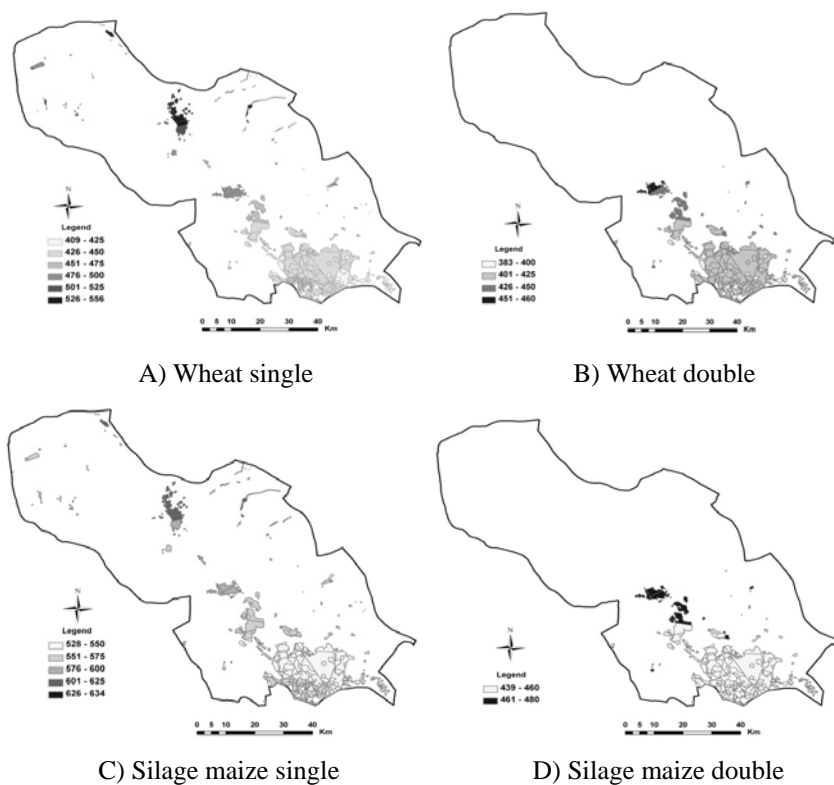 N
Legend
409 - 425
426 - 450
451 - 475
476 - 500
501 - 525
526 - 556
0 5 10 20 30 40
Km
A) Wheat single
N
Legend
383 - 400
401 - 425
426 - 450
451 - 460
0 5 10 20 30 40
Km
B) Wheat double
N
Legend
528 - 550
551 - 575
576 - 600
601 - 625
626 - 634
0 5 10 20 30 40
Km
C) Silage maize single
N
Legend
439 - 460
461 - 480
0 5 10 20 30 40
Km
D) Silage maize double